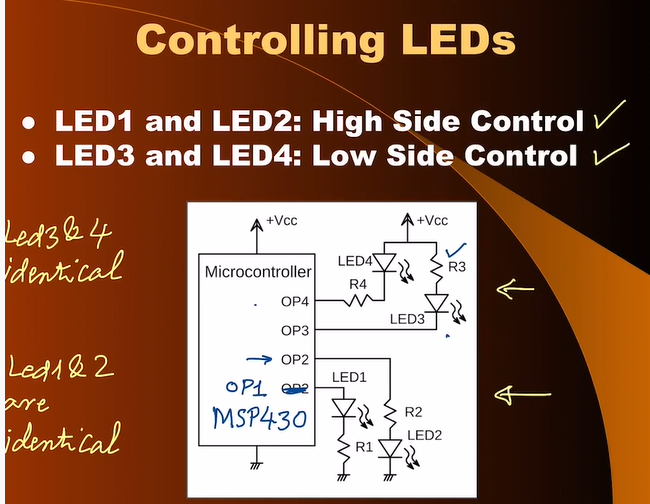 Controlling LEDs
• LED1 and LED2: High Side Control ✓
• LED3 and LED4: Low Side Control ✓
Led3 & 4
identical
Led1 & 2
are
identical
+Vcc
+Vcc
Microcontroller
LED4
R3
R4
OP4
LED3
OP3
OP2
LED1
OP1
OP2
MSP430
R2
LED2
R1